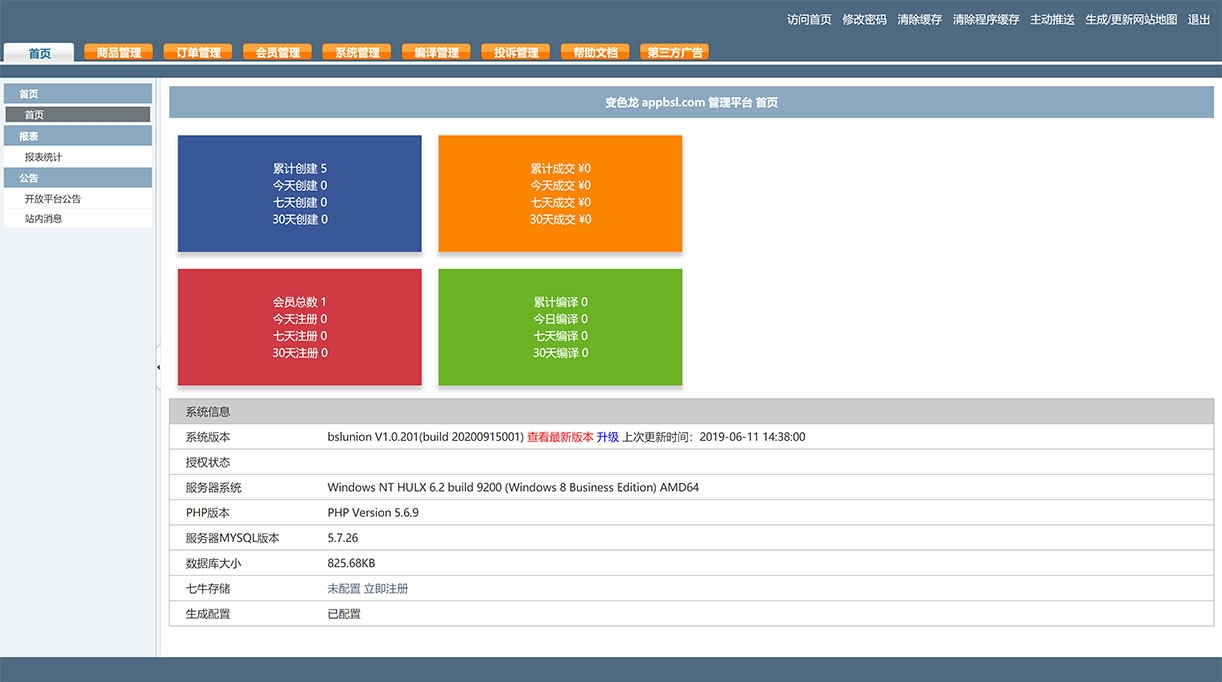 访问首页 修改密码 清除缓存 清除程序缓存 主动推送 生成/更新网站地图 退出
首页 商品管理 订单管理 会员管理 系统管理 编译管理 投诉管理 帮助文档 第三方广告
首页
首页
报表
报表统计
公告
开放平台公告
站内消息
变色龙 appbsl.com 管理平台 首页
累计创建 5
今天创建 0
七天创建 0
30天创建 0
累计成交 ¥0
今天成交 ¥0
七天成交 ¥0
30天成交 ¥0
会员总数 1
今天注册 0
七天注册 0
30天注册 0
累计编译 0
今日编译 0
七天编译 0
30天编译 0
系统信息
系统版本 bslunion V1.0.201(build 20200915001) 查看最新版本 升级 上次更新时间：2019-06-11 14:38:00
授权状态
服务器系统 Windows NT HULX 6.2 build 9200 (Windows 8 Business Edition) AMD64
PHP版本 PHP Version 5.6.9
服务器MYSQL版本 5.7.26
数据库大小 825.68KB
七牛存储 未配置 立即注册
生成配置 已配置